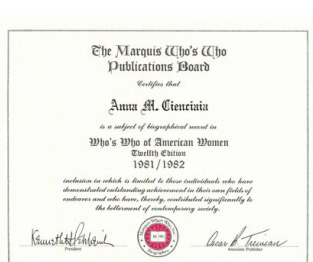 The Marquis Who's Who
Publications Board
Certifies that
Anna M. Cienciala
is a subject of biographical record in
Who's Who of American Women
Twelfth Edition
1981/1982
inclusion in which is limited to those individuals who have
demonstrated outstanding achievement in their own fields of
endeavor and who have, thereby, contributed significantly to
the betterment of contemporary society.
President
Associate Publisher